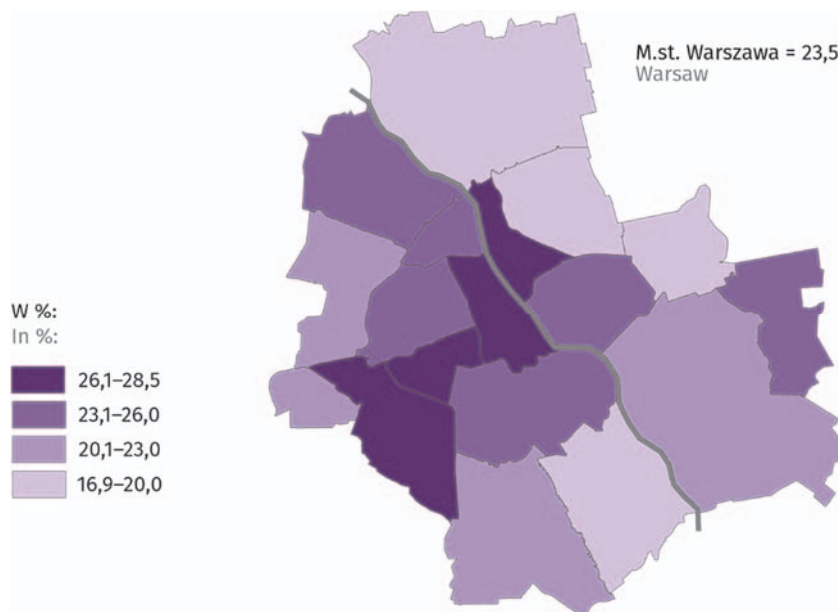 M.st. Warszawa = 23,5
Warsaw
W %:
In %:
26,1–28,5
23,1–26,0
20,1–23,0
16,9–20,0